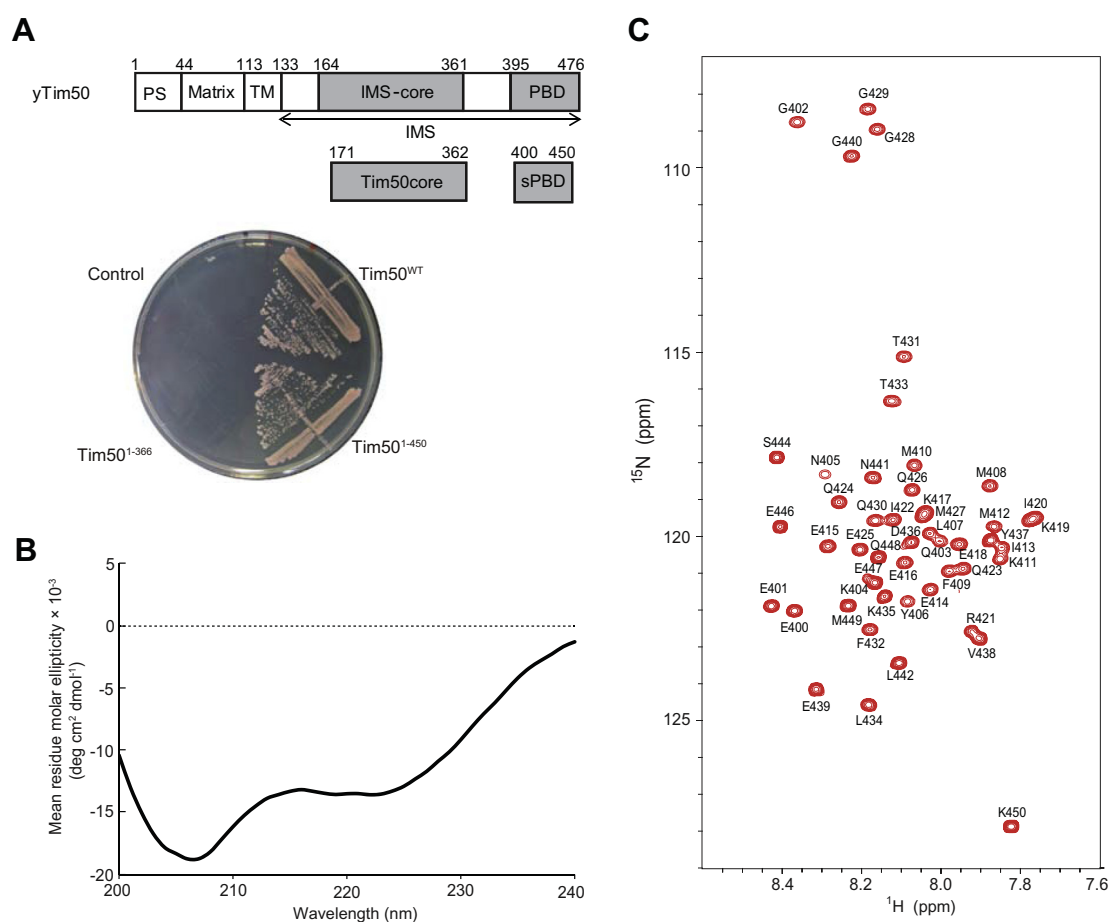 A
1 44 113 133 164 361 395 476
yTim50
PS Matrix TM IMS-core PBD
IMS
171 362 400 450
Tim50core sPBD
Control
Tim50WT
Tim501-366
Tim501-450
B
5
0
-5
-10
-15
-20
200 210 220 230 240
Mean residue molar ellipticity × 10-3
(deg cm2 dmol-1)
Wavelength (nm)
C
G402
G429
G428
G440
T431
T433
S444
N405
N441
M410
M408
Q424
Q426
K417
I420
Q430
I422
M427
M412
K419
E446
D436
L407
Y437
E415
E425
Q448
Q403
E418
I413
K411
E447
E416
F409
Q423
E401
K404
E414
E400
M449
K435
Y406
R421
F432
V438
L442
E439
L434
K450
110
115
120
125
15N (ppm)
8.4 8.2 8.0 7.8 7.6
1H (ppm)